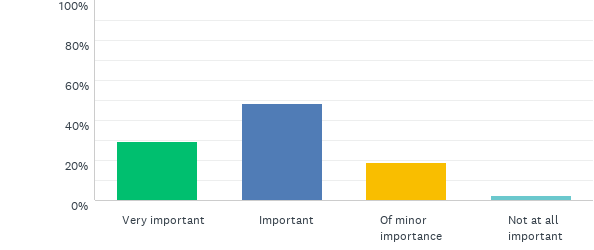 100%
80%
60%
40%
20%
0%
Very important
Important
Of minor
importance
Not at all
important